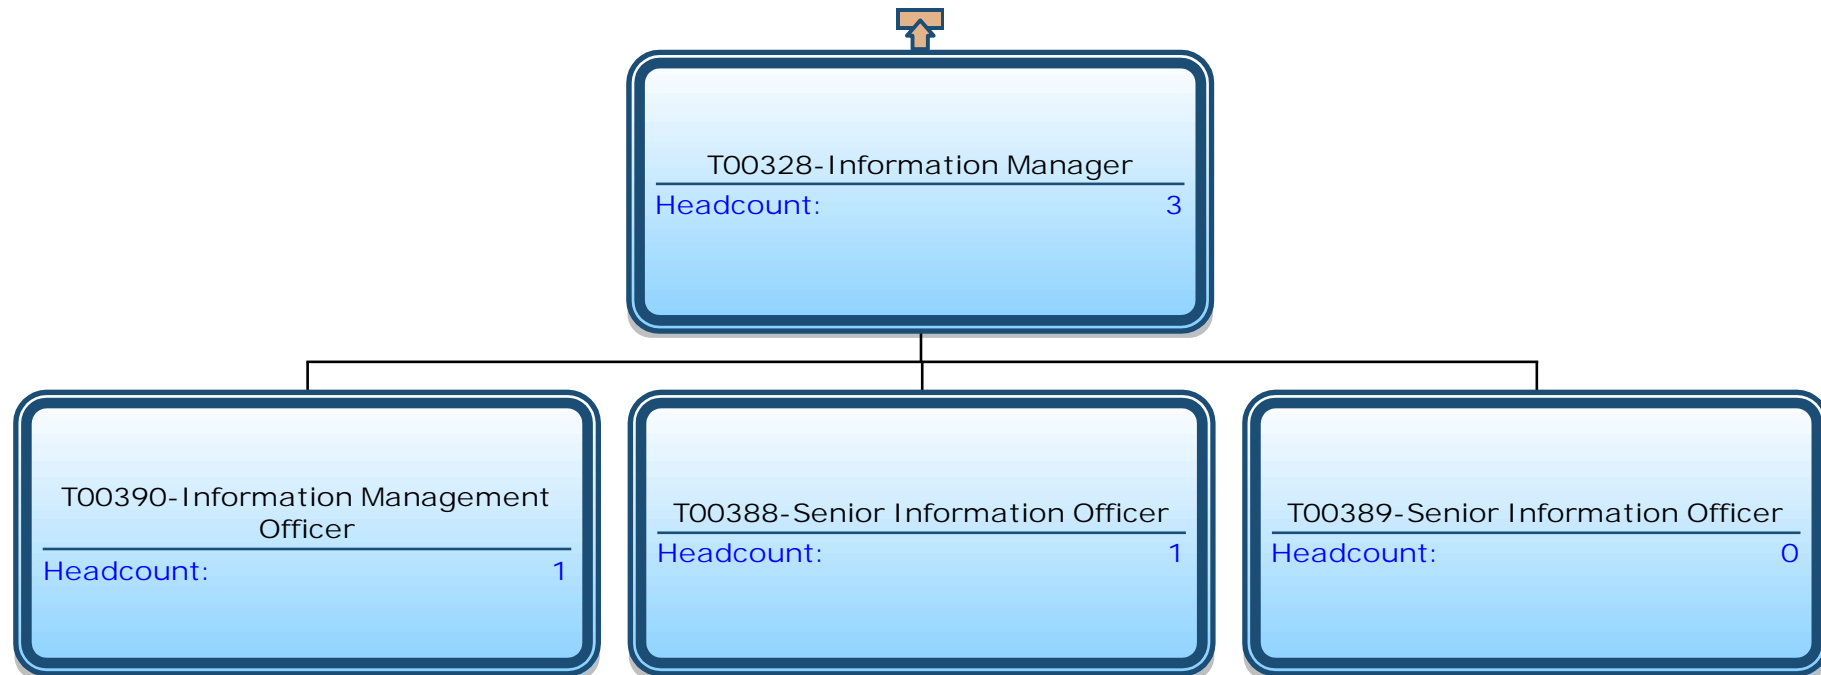 T00328-Information Manager
Headcount: 3
T00390-Information Management
Officer
Headcount: 1
T00388-Senior Information Officer
Headcount: 1
T00389-Senior Information Officer
Headcount: 0